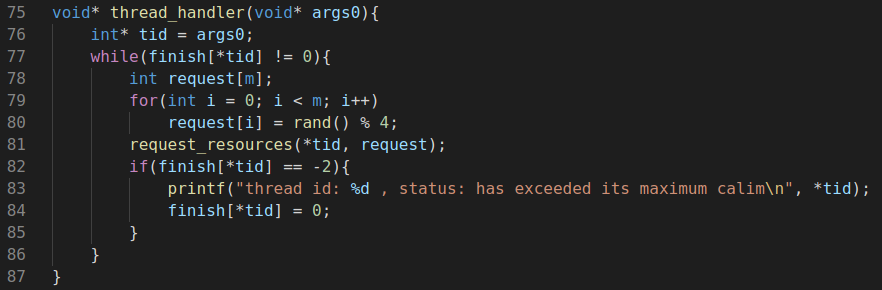 75 void* thread_handler(void* args0){
76     int* tid = args0;
77     while(finish[*tid] != 0){
78         int request[m];
79         for(int i = 0; i < m; i++)
80             request[i] = rand() % 4;
81         request_resources(*tid, request);
82         if(finish[*tid] == -2){
83             printf("thread id: %d , status: has exceeded its maximum calim\n", *tid);
84             finish[*tid] = 0;
85         }
86     }
87 }